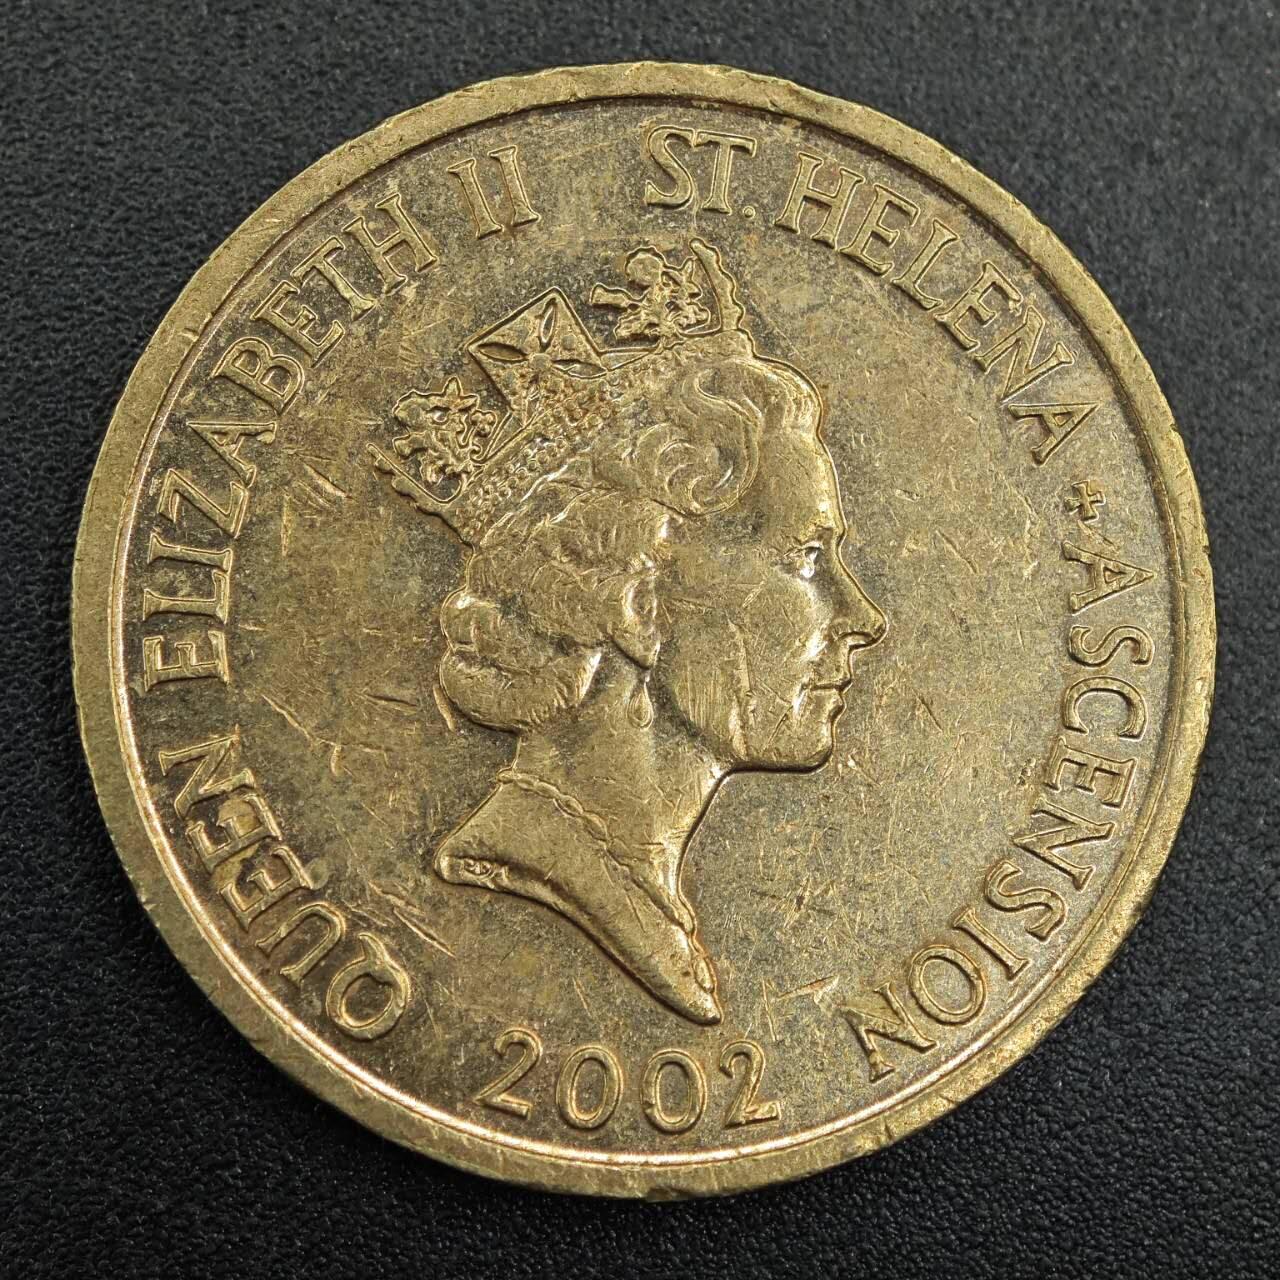 QUEEN ELIZABETH II ST. HELENA + ASCENSION
2002